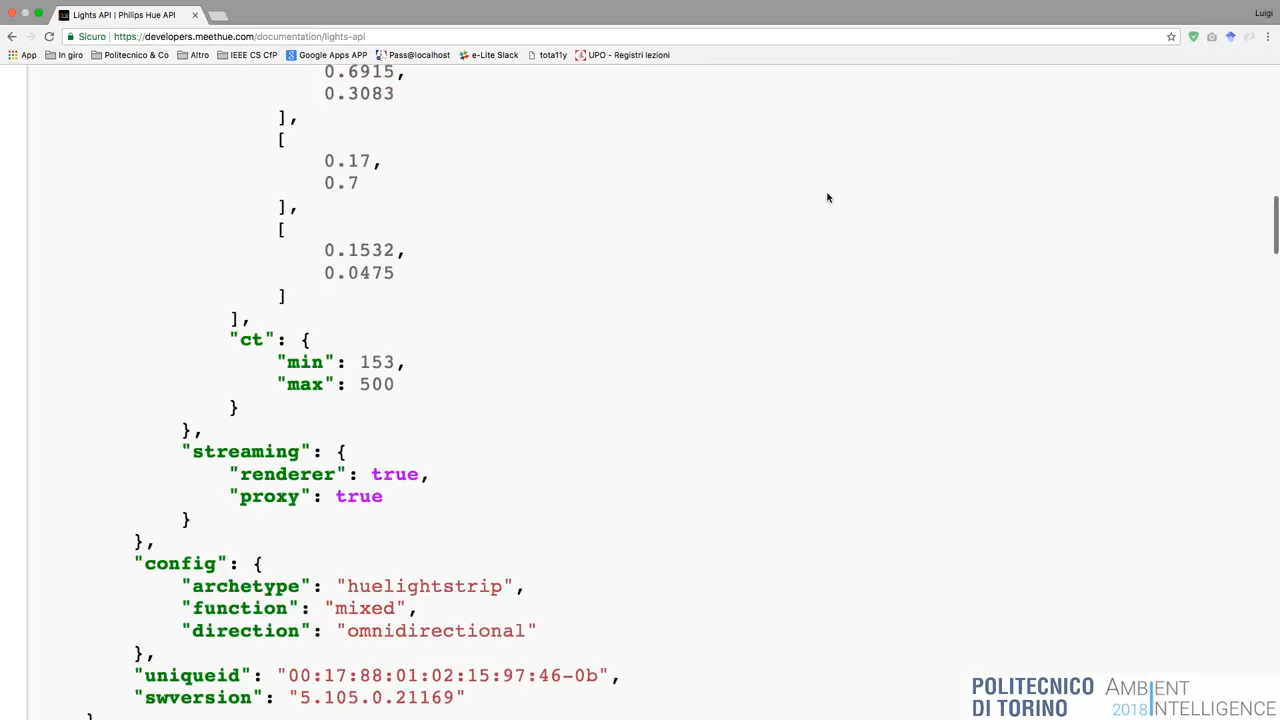 Lights API | Philips Hue API
Luigi
Sicuro
https://developers.meethue.com/documentation/lights-api
App
In giro
Politecnico & Co
Altro
IEEE CS CfP
Google Apps APP
Pass@localhost
e-Lite Slack
tota11y
UPO - Registri lezioni
0.6915,
0.3083
],
[
0.17,
0.7
],
[
0.1532,
0.0475
]
],
"ct": {
"min": 153,
"max": 500
}
},
"streaming": {
"renderer": true,
"proxy": true
}
},
"config": {
"archetype": "huelightstrip",
"function": "mixed",
"direction": "omnidirectional"
},
"uniqueid": "00:17:88:01:02:15:97:46-0b",
"swversion": "5.105.0.21169"
}
POLITECNICO
DI TORINO
AMBIENT
2018 INTELLIGENCE